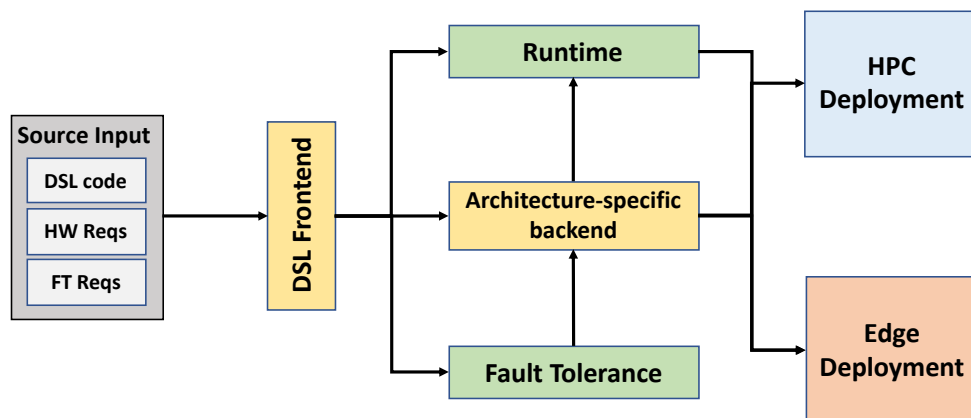 Source Input
DSL code
HW Reqs
FT Reqs
DSL Frontend
Runtime
Architecture-specific
backend
Fault Tolerance
HPC
Deployment
Edge
Deployment